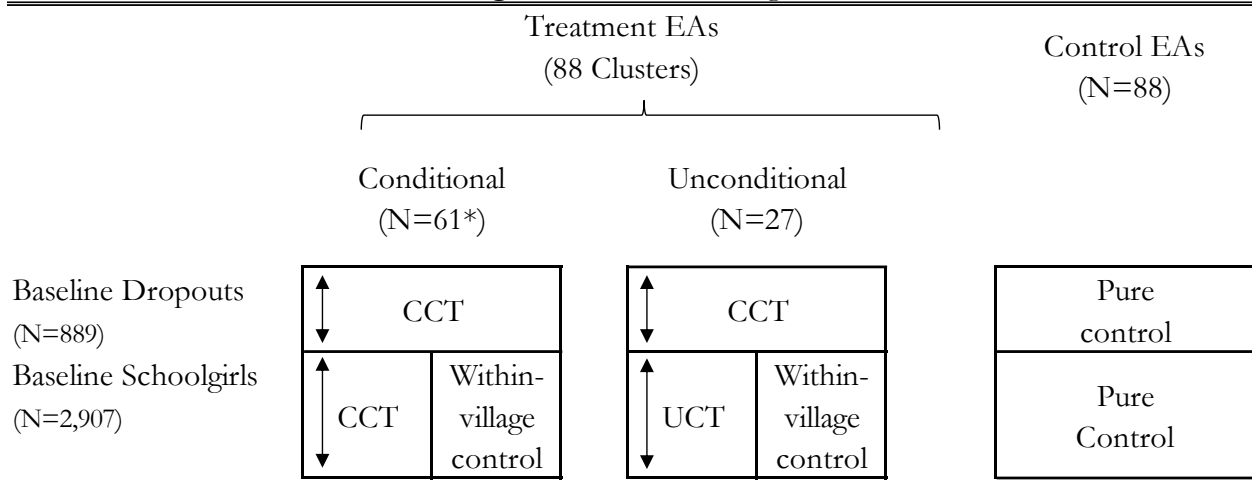 Treatment EAs
(88 Clusters)
Control EAs
(N=88)
Conditional
(N=61*)
Unconditional
(N=27)
Baseline Dropouts
(N=889)
CCT
CCT
Pure
control
Baseline Schoolgirls
(N=2,907)
CCT
Within-
village
control
UCT
Within-
village
control
Pure
Control